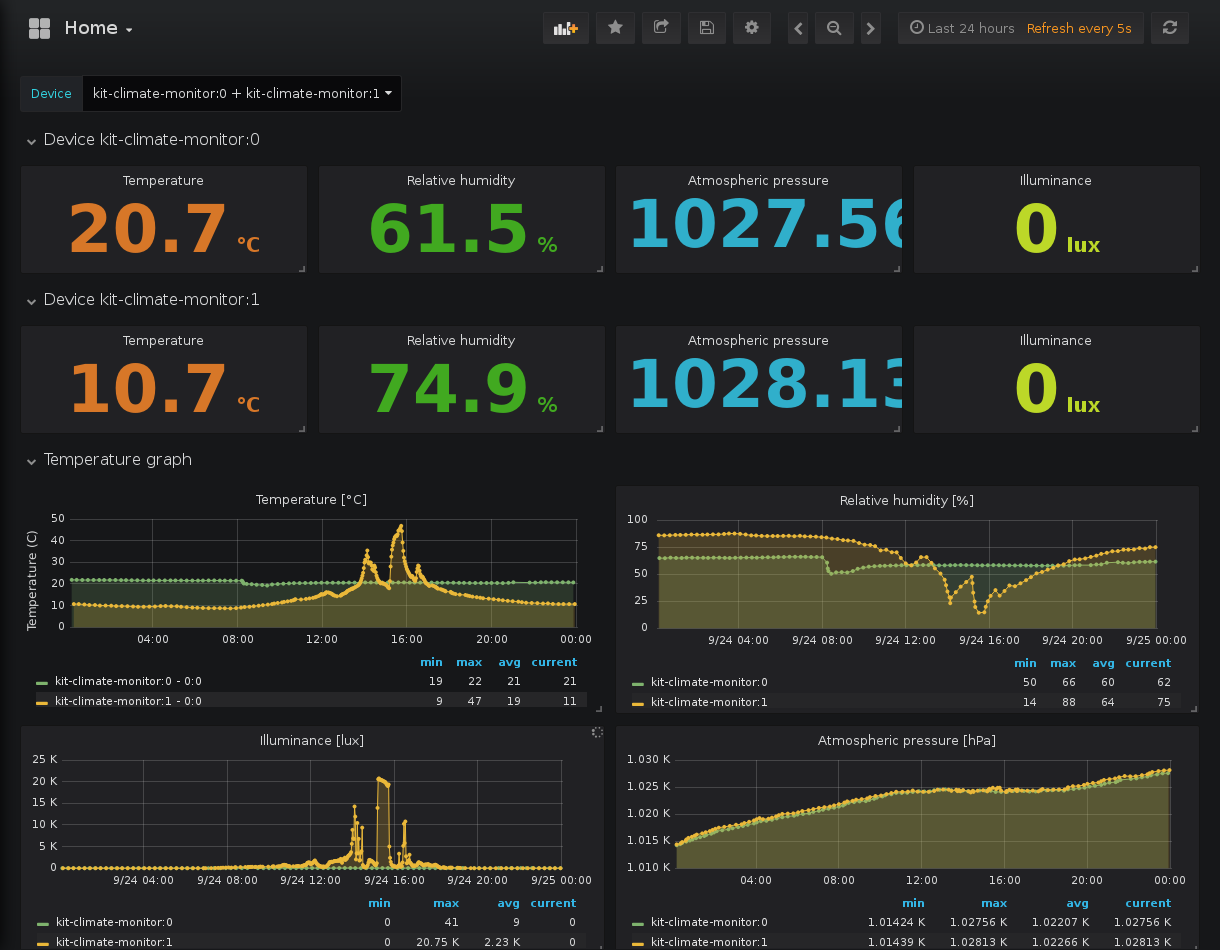 Home
Last 24 hours Refresh every 5s
Device kit-climate-monitor:0 + kit-climate-monitor:1
Device kit-climate-monitor:0
Temperature Relative humidity Atmospheric pressure Illuminance
20.7 °C 61.5 % 1027.56 0 lux
Device kit-climate-monitor:1
Temperature Relative humidity Atmospheric pressure Illuminance
10.7 °C 74.9 % 1028.13 0 lux
Temperature graph
Temperature [°C]
Temperature (C)
50
40
30
20
10
0
04:00 08:00 12:00 16:00 20:00 00:00
min max avg current
kit-climate-monitor:0 - 0:0 19 22 21 21
kit-climate-monitor:1 - 0:0 9 47 19 11
Relative humidity [%]
100
75
50
25
0
9/24 04:00 9/24 08:00 9/24 12:00 9/24 16:00 9/24 20:00 9/25 00:00
min max avg current
kit-climate-monitor:0 50 66 60 62
kit-climate-monitor:1 14 88 64 75
Illuminance [lux]
25 K
20 K
15 K
10 K
5 K
0
9/24 04:00 9/24 08:00 9/24 12:00 9/24 16:00 9/24 20:00 9/25 00:00
min max avg current
kit-climate-monitor:0 0 41 9 0
kit-climate-monitor:1 0 20.75 K 2.23 K 0
Atmospheric pressure [hPa]
1.030 K
1.025 K
1.020 K
1.015 K
1.010 K
04:00 08:00 12:00 16:00 20:00 00:00
min max avg current
kit-climate-monitor:0 1.01424 K 1.02756 K 1.02207 K 1.02756 K
kit-climate-monitor:1 1.01439 K 1.02813 K 1.02266 K 1.02813 K